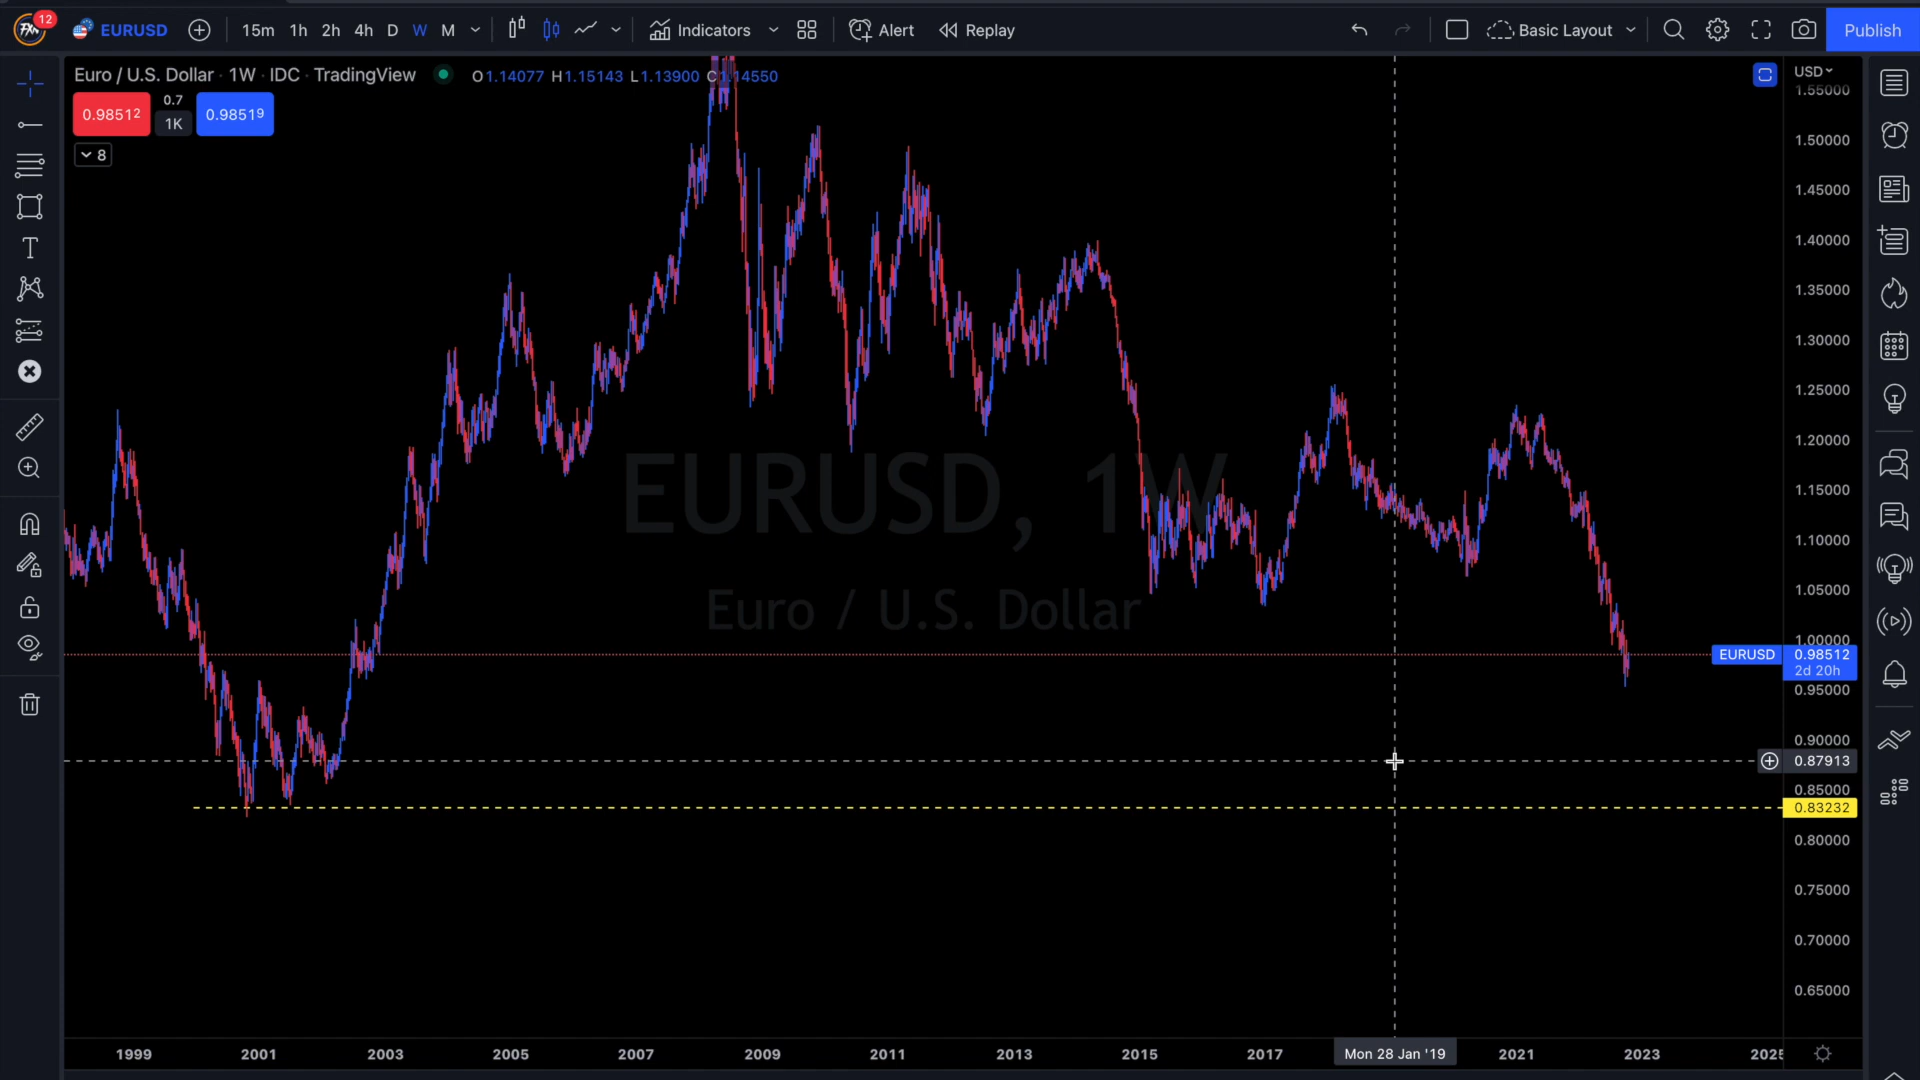 12
EURUSD 15m 1h 2h 4h D W M Indicators Alert Replay Basic Layout Publish
Euro / U.S. Dollar · 1W · IDC · TradingView O1.14077 H1.15143 L1.13900 C1.14550
USD
0.98512 0.7 1K 0.98519
8
1.55000
1.50000
1.45000
1.40000
1.35000
1.30000
1.25000
1.20000
1.15000
1.10000
1.05000
1.00000
EURUSD 0.98512
2d 20h
0.95000
0.90000
0.87913
0.85000
0.83232
0.80000
0.75000
0.70000
0.65000
EURUSD, 1W
Euro / U.S. Dollar
1999 2001 2003 2005 2007 2009 2011 2013 2015 2017 Mon 28 Jan '19 2021 2023 2025